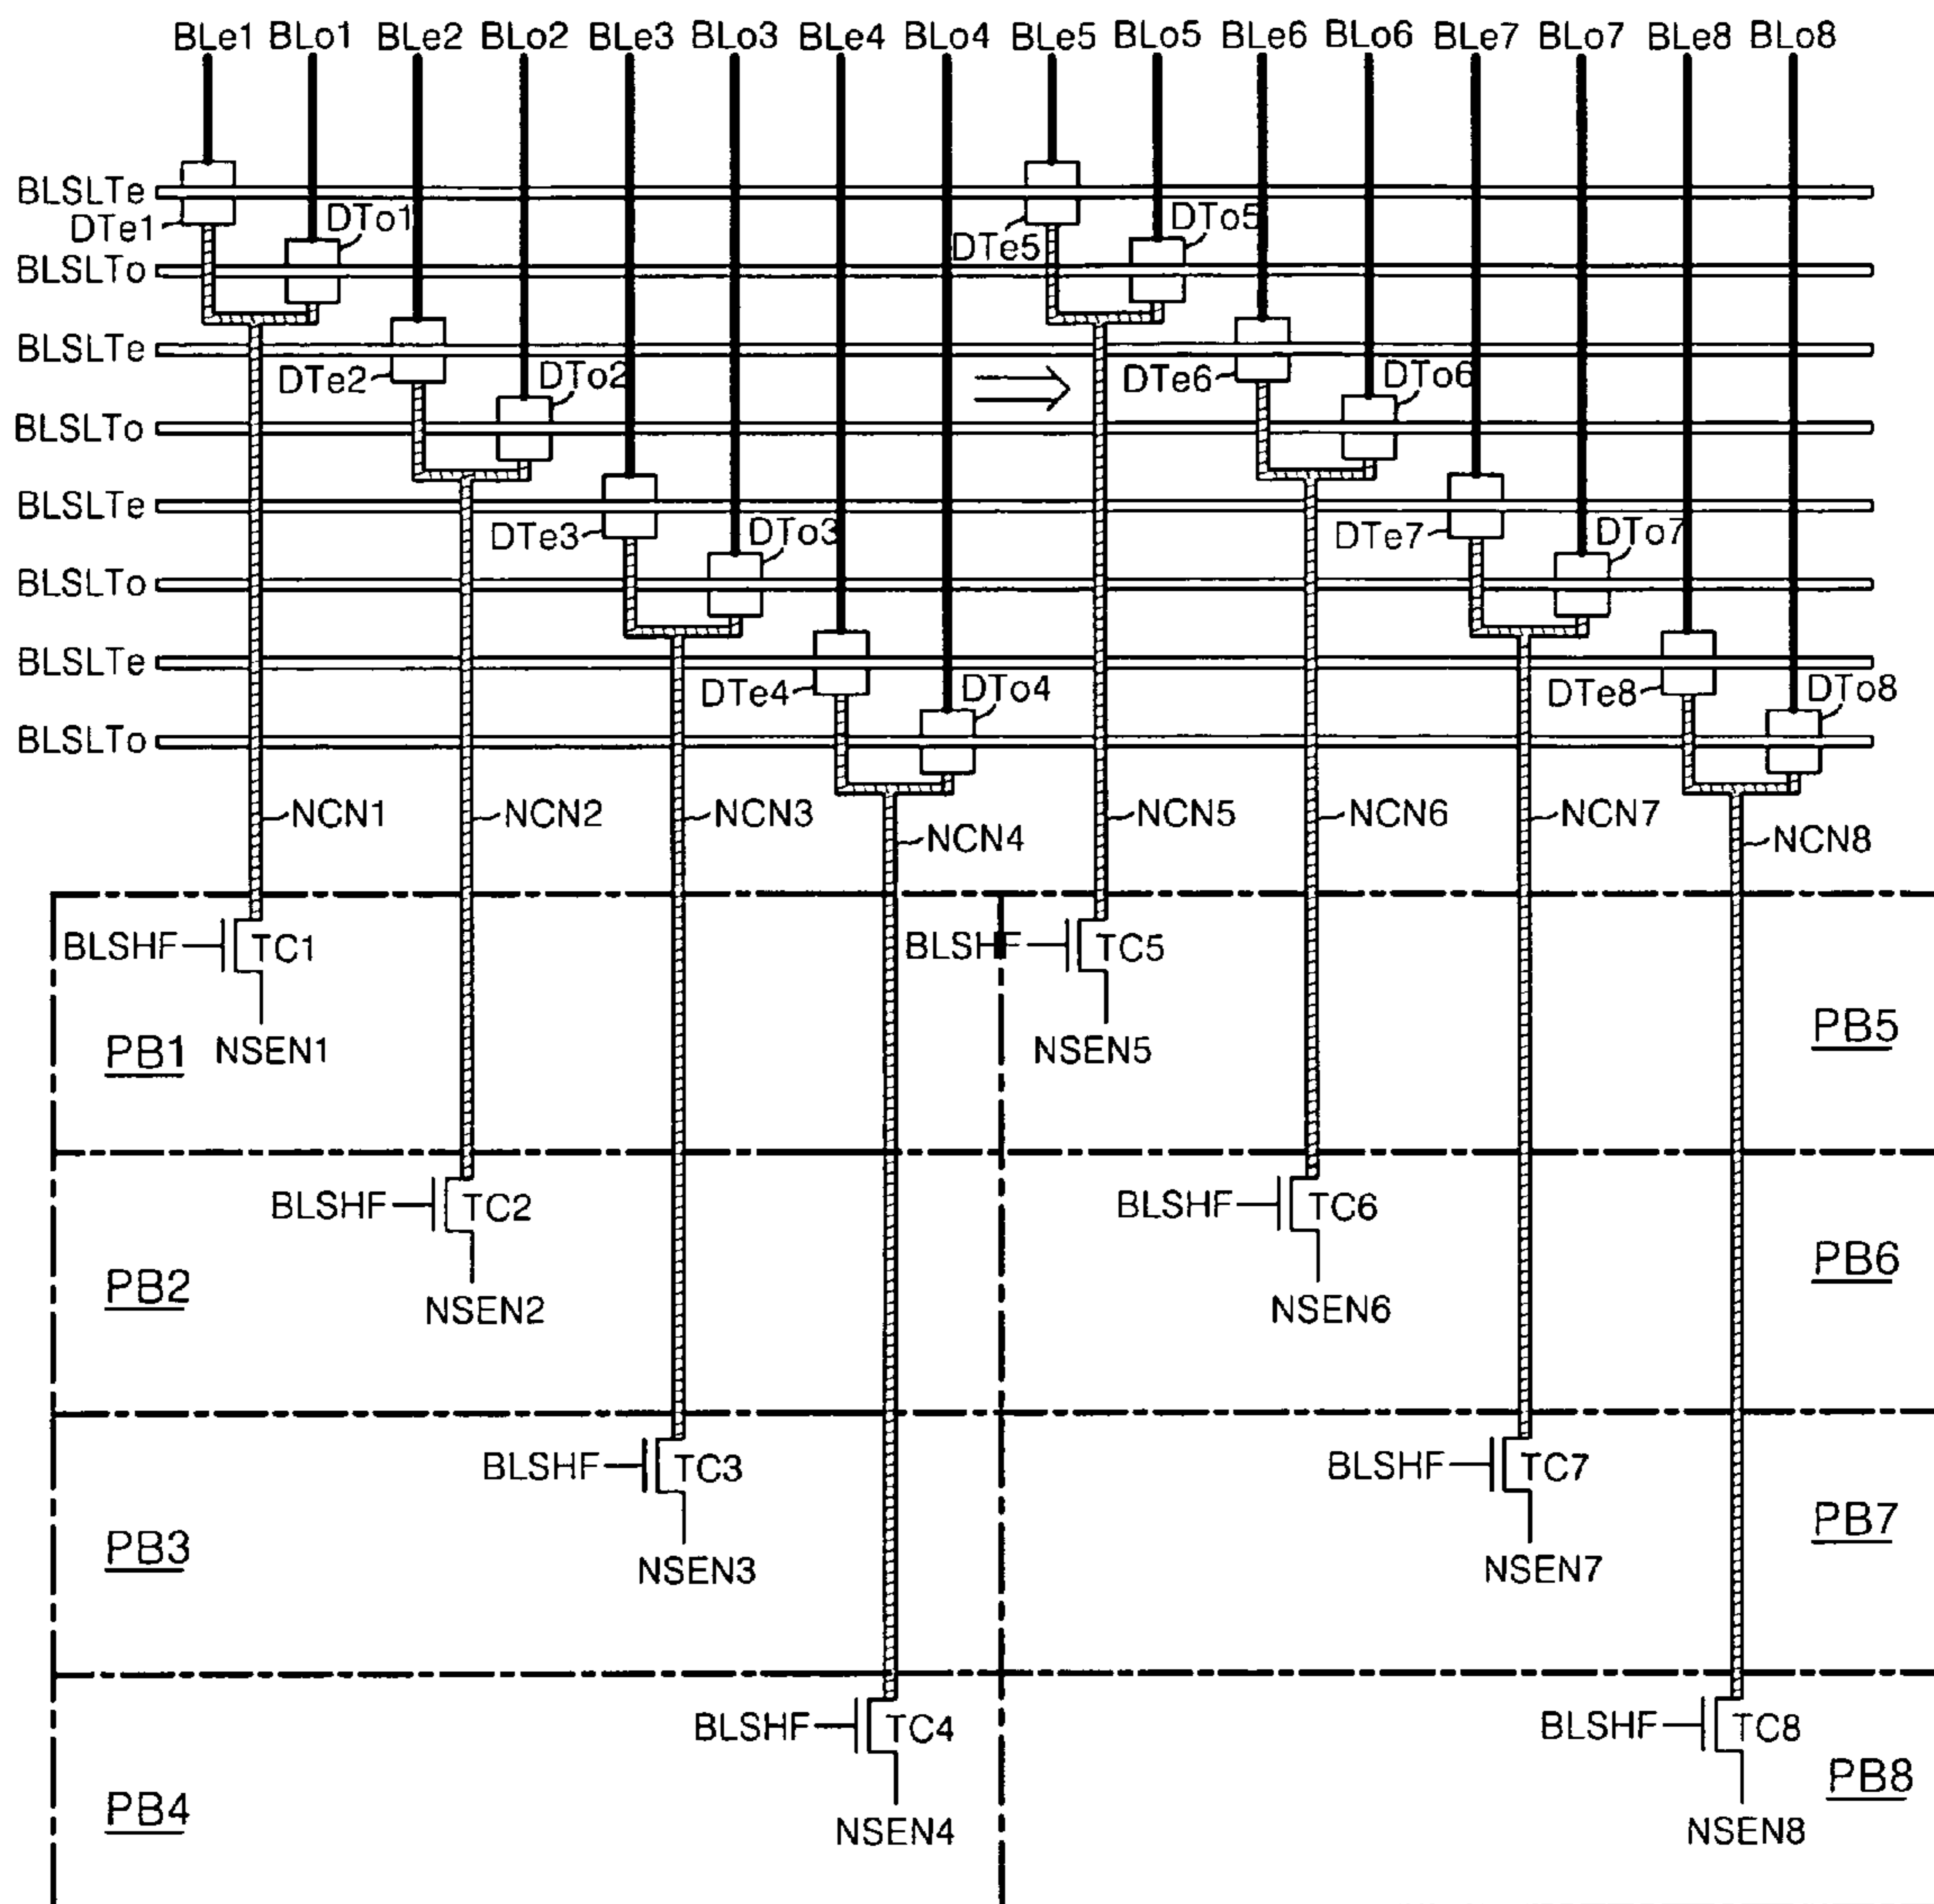 BLe1 BLo1 BLe2 BLo2 BLe3 BLo3 BLe4 BLo4 BLe5 BLo5 BLe6 BLo6 BLe7 BLo7 BLe8 BLo8
BLSLTe
DTe1 DTo1 DTe5 DTo5
BLSLTo
BLSLTe
DTe2 DTo2 DTe6 DTo6
BLSLTo
BLSLTe
DTe3 DTo3 DTe7 DTo7
BLSLTo
BLSLTe
DTe4 DTo4 DTe8 DTo8
BLSLTo
NCN1 NCN2 NCN3 NCN5 NCN6 NCN7
NCN4 NCN8
BLSHF TC1 BLSHF TC5
PB1 NSEN1 NSEN5 PB5
BLSHF TC2 BLSHF TC6
PB2 NSEN2 NSEN6 PB6
BLSHF TC3 BLSHF TC7
PB3 NSEN3 NSEN7 PB7
BLSHF TC4 BLSHF TC8
PB4 NSEN4 NSEN8 PB8